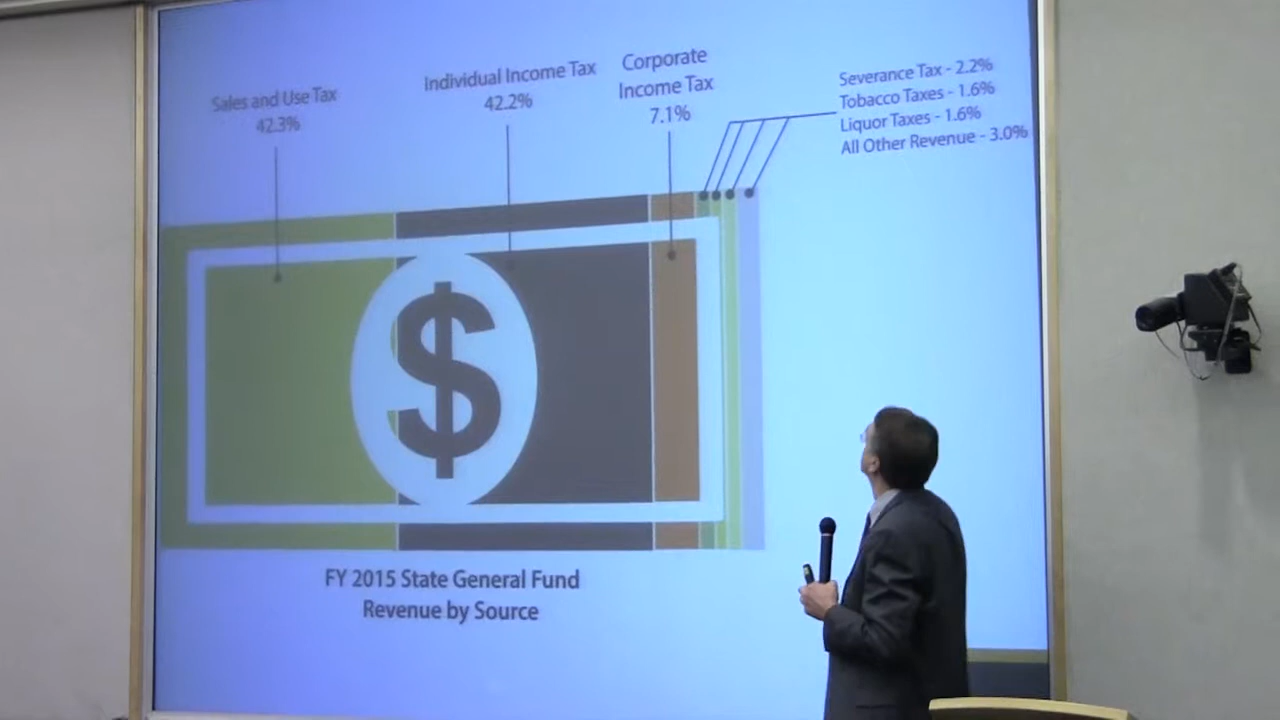 Sales and Use Tax
42.3%
Individual Income Tax
42.2%
Corporate
Income Tax
7.1%
Severance Tax - 2.2%
Tobacco Taxes - 1.6%
Liquor Taxes - 1.6%
All Other Revenue - 3.0%
$
FY 2015 State General Fund
Revenue by Source